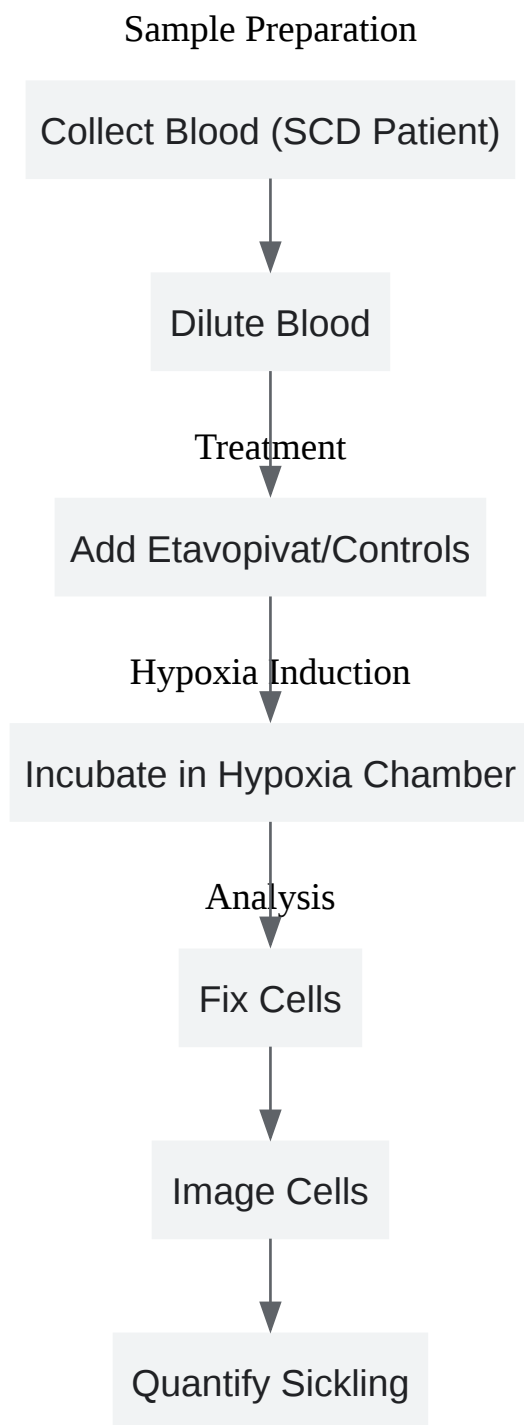 Sample Preparation
Collect Blood (SCD Patient)
Dilute Blood
Treatment
Add Etavopivat/Controls
Hypoxia Induction
Incubate in Hypoxia Chamber
Analysis
Fix Cells
Image Cells
Quantify Sickling